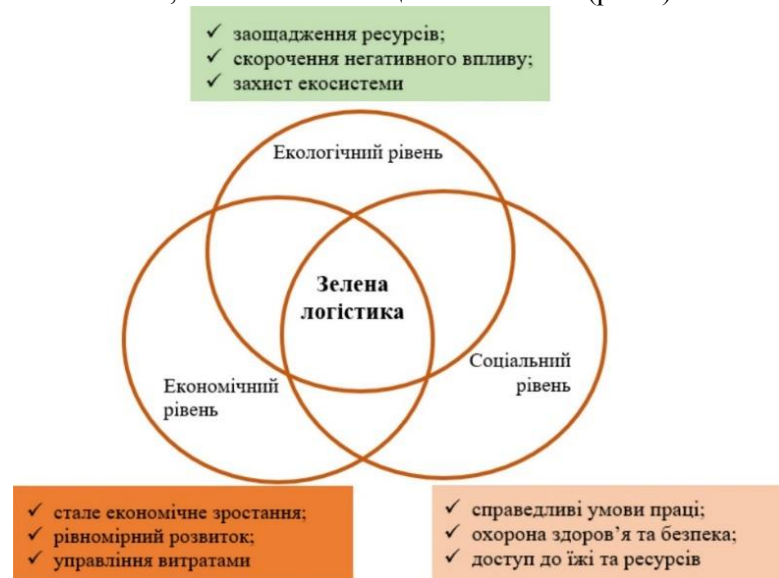 ✓ заощадження ресурсів;
✓ скорочення негативного впливу;
✓ захист екосистеми
Екологічний рівень
Зелена
логістика
Соціальний
рівень
Економічний
рівень
✓ стале економічне зростання;
✓ рівномірний розвиток;
✓ управління витратами
✓ справедливі умови праці;
✓ охорона здоров’я та безпека;
✓ доступ до їжі та ресурсів